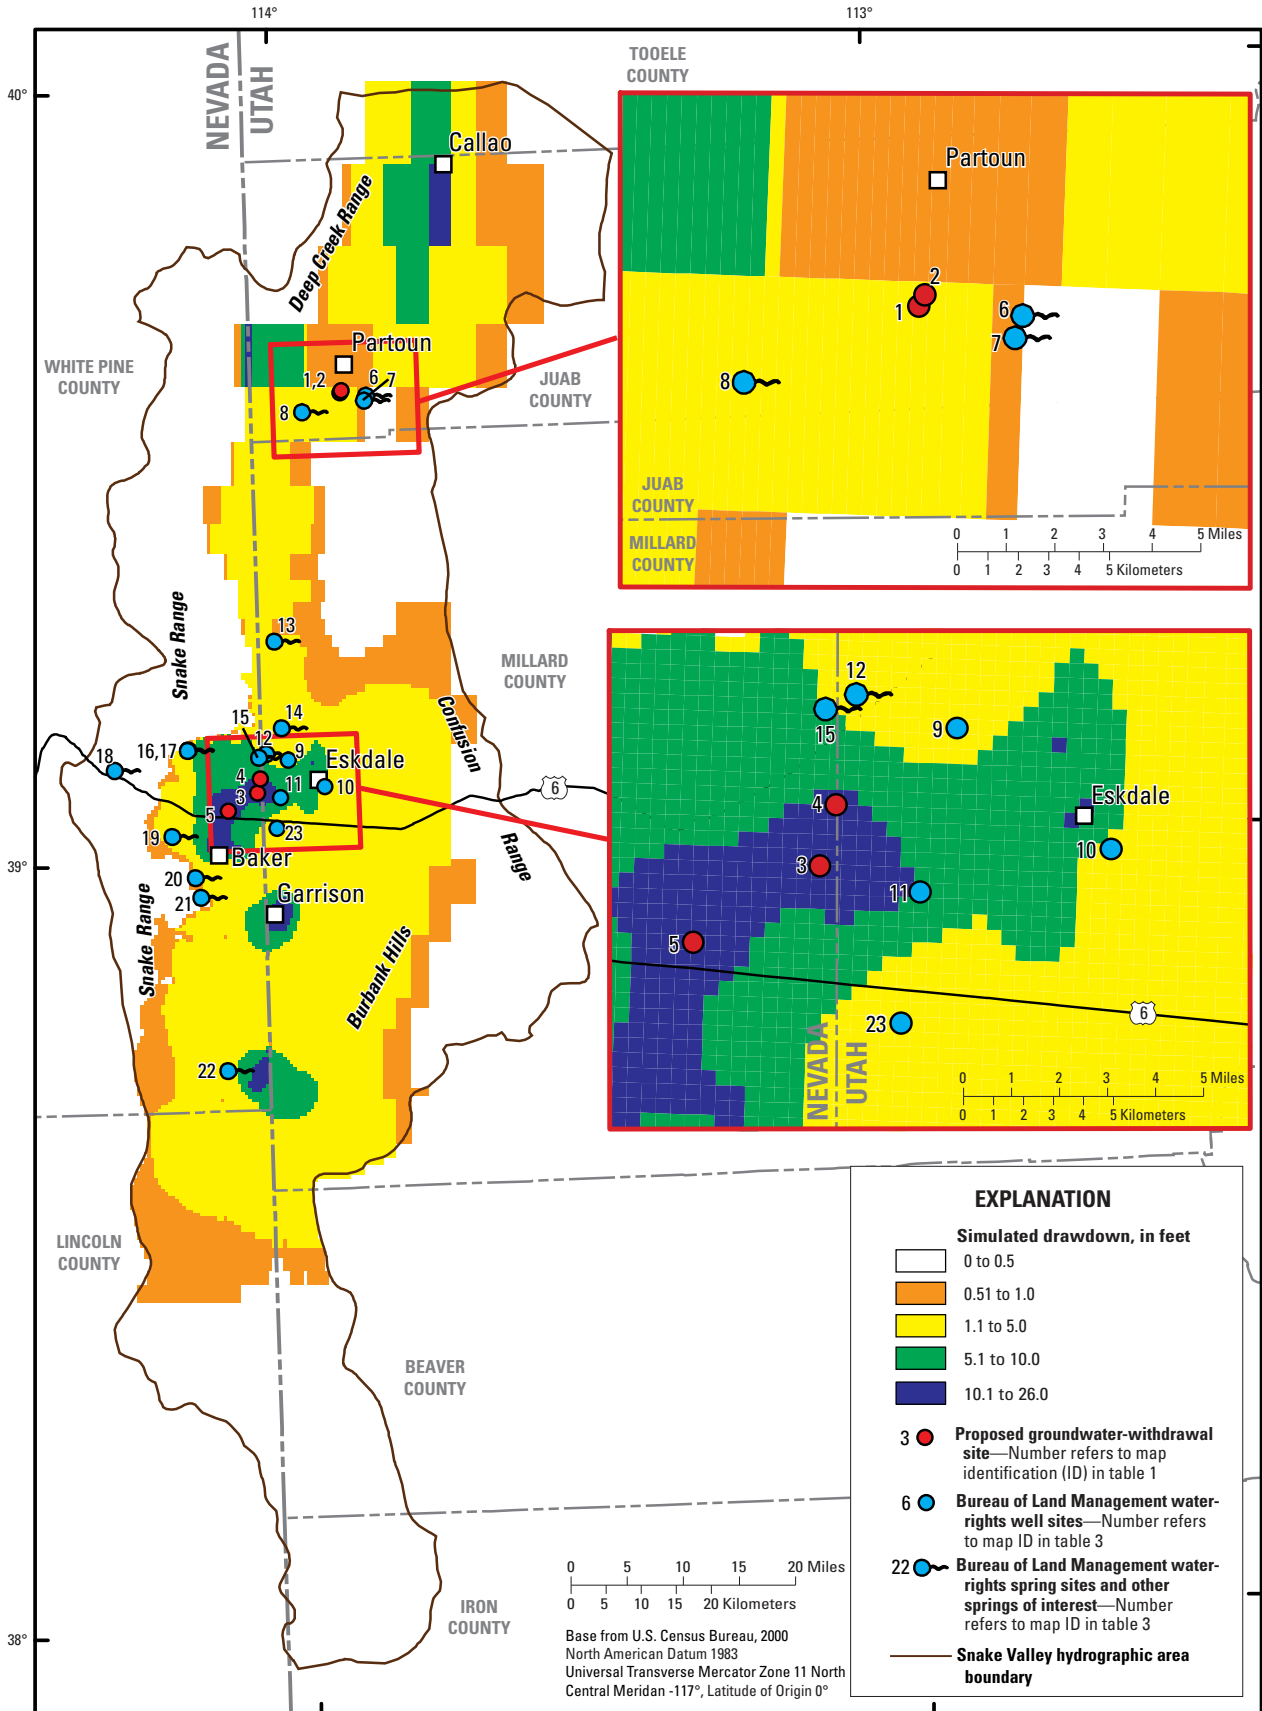 114°
113°
40°
39°
38°
NEVADA
UTAH
TOOELE
COUNTY
Callao
Deep Creek Range
WHITE PINE
COUNTY
Partoun
1,2
6
7
8
JUAB
COUNTY
Snake Range
13
MILLARD
COUNTY
Confusion
Range
14
15
12
9
16,17
18
4
3
11
Eskdale
10
5
6
19
23
Baker
20
21
Garrison
Snake Range
Burbank Hills
22
LINCOLN
COUNTY
BEAVER
COUNTY
IRON
COUNTY
Partoun
2
1
6
7
8
JUAB
COUNTY
MILLARD
COUNTY
0 1 2 3 4 5 Miles
0 1 2 3 4 5 Kilometers
12
15
9
4
Eskdale
3
10
11
5
6
23
NEVADA
UTAH
0 1 2 3 4 5 Miles
0 1 2 3 4 5 Kilometers
EXPLANATION
Simulated drawdown, in feet
0 to 0.5
0.51 to 1.0
1.1 to 5.0
5.1 to 10.0
10.1 to 26.0
3 Proposed groundwater-withdrawal
site—Number refers to map
identification (ID) in table 1
6 Bureau of Land Management water-
rights well sites—Number refers
to map ID in table 3
22 Bureau of Land Management water-
rights spring sites and other
springs of interest—Number
refers to map ID in table 3
Snake Valley hydrographic area
boundary
0 5 10 15 20 Miles
0 5 10 15 20 Kilometers
Base from U.S. Census Bureau, 2000
North American Datum 1983
Universal Transverse Mercator Zone 11 North
Central Meridian -117°, Latitude of Origin 0°